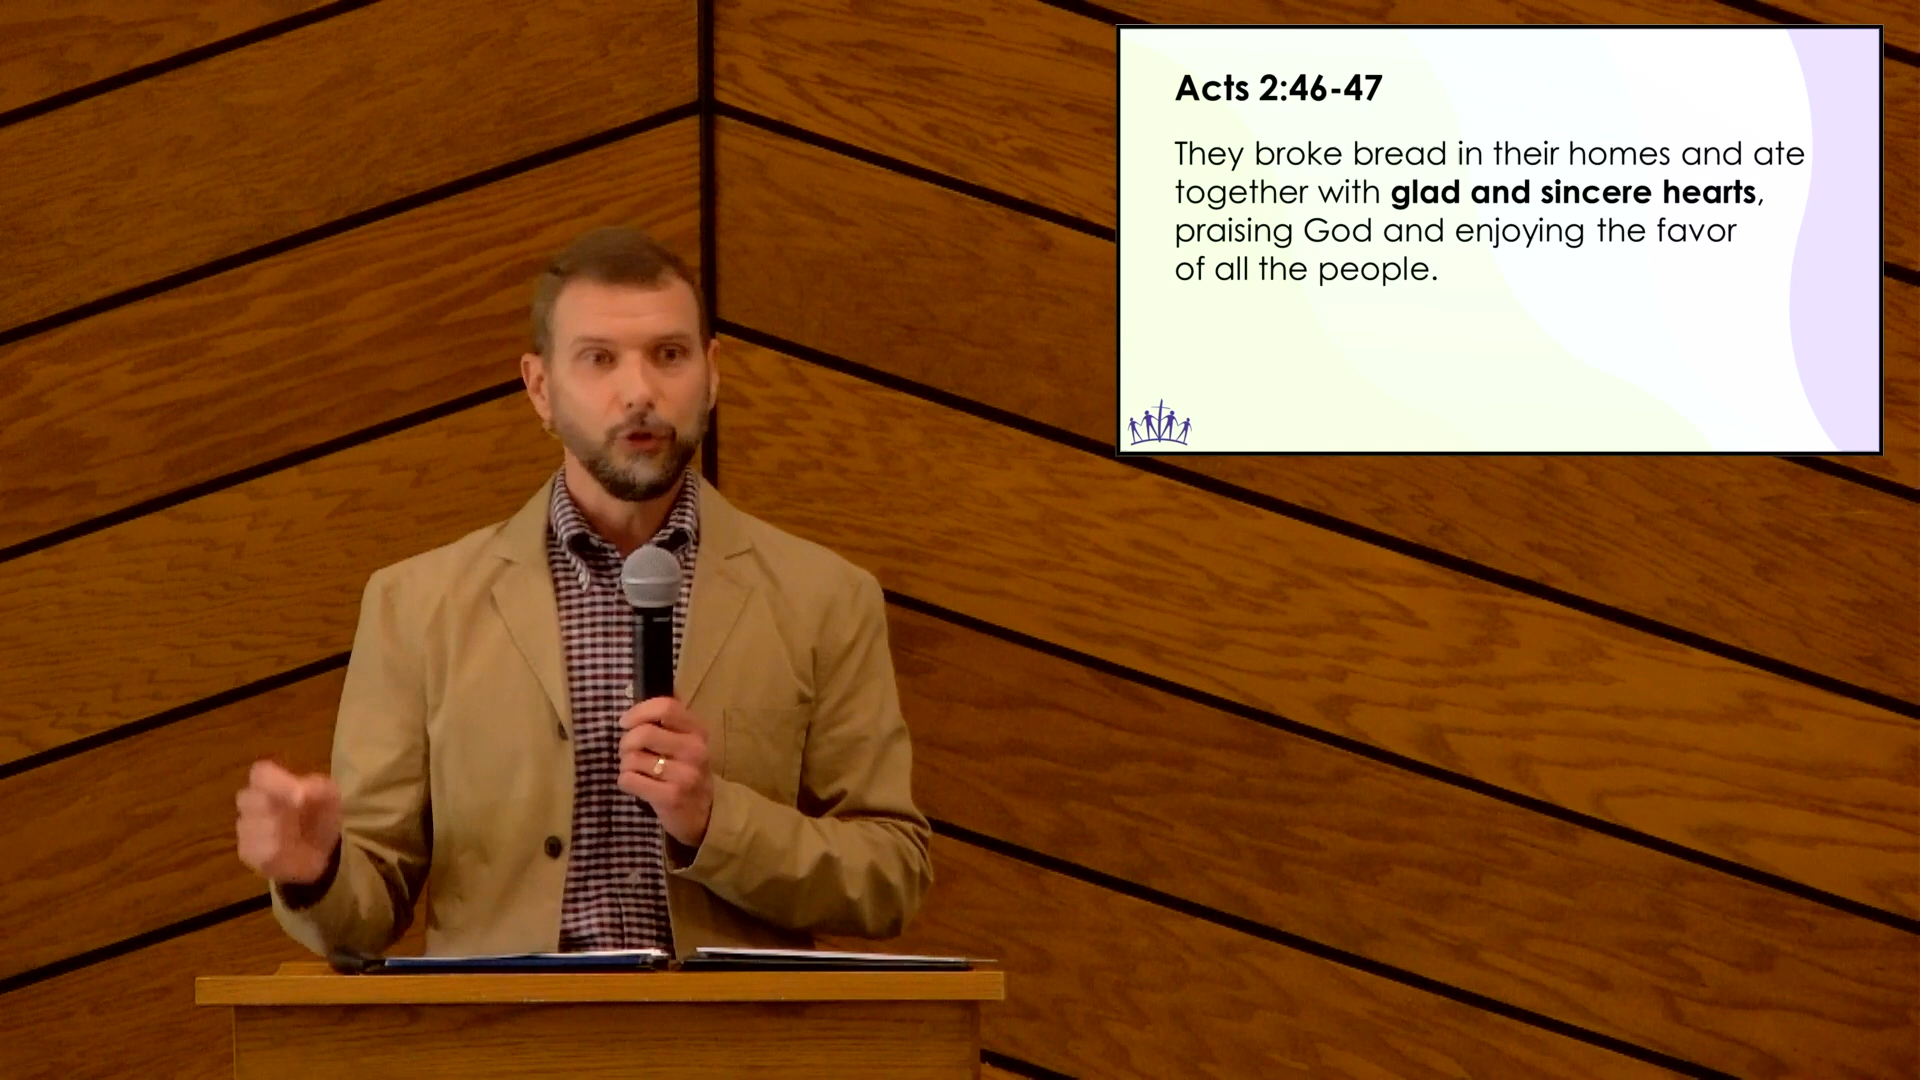 Acts 2:46-47
They broke bread in their homes and ate
together with glad and sincere hearts,
praising God and enjoying the favor
of all the people.